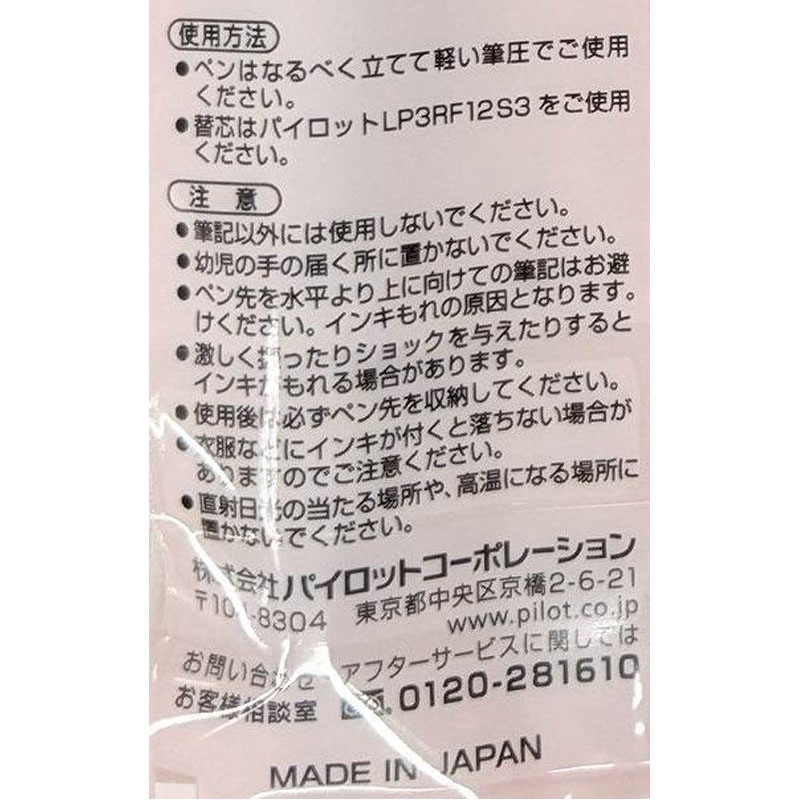 使用方法
●ペンはなるべく立てて軽い筆圧でご使用
ください。
●替芯はパイロットLP3RF12S3をご使用
ください。
注意
●筆記以外には使用しないでください。
●幼児の手の届く所に置かないでください。
●ペン先を水平より上に向けての筆記はお避
けください。インキもれの原因となります。
●激しく振ったりショックを与えたりすると
インキがもれる場合があります。
●使用後は必ずペン先を収納してください。
●衣服などにインキが付くと落ちない場合が
ありますのでご注意ください。
●直射日光の当たる場所や、高温になる場所に
置かないでください。
株式会社パイロットコーポレーション
東京都中央区京橋2-6-21
www.pilot.co.jp
お問い合わせ・アフターサービスに関しては
お客様相談室 0120-281610
MADE IN JAPAN